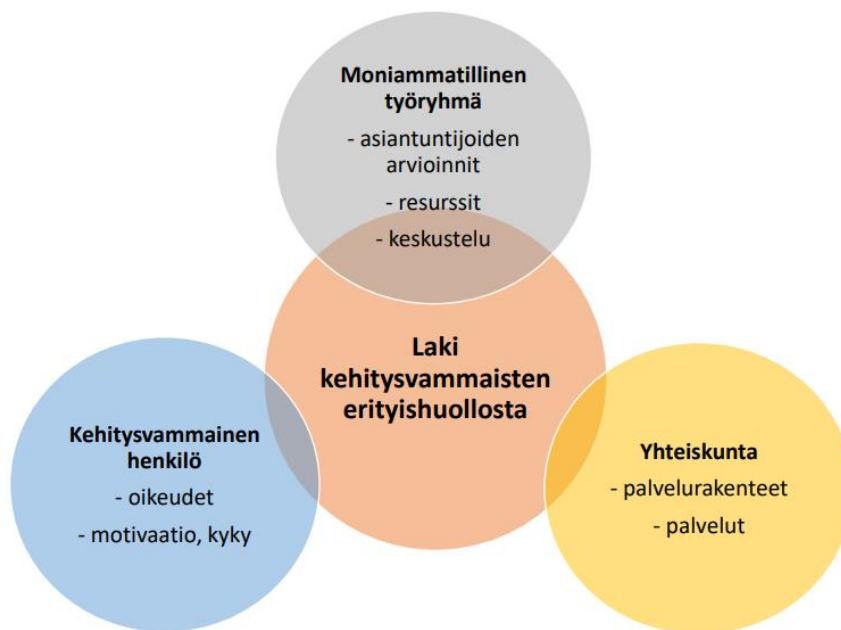 Moniammatillinen
työryhmä
- asiantuntijoiden
arvioinnit
- resurssit
- keskustelu
Laki
kehitysvammaisten
erityishuollosta
Kehitysvammainen
henkilö
- oikeudet
- motivaatio, kyky
Yhteiskunta
- palvelurakenteet
- palvelut